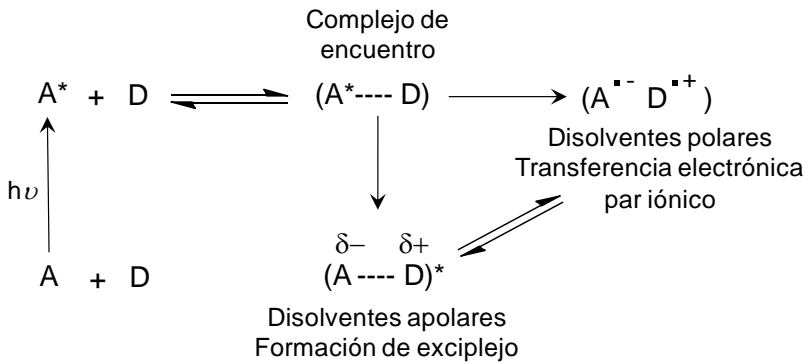 Complejo de
encuentro
A* + D
(A*---- D)
(A▪- D▪+)
Disolventes polares
Transferencia electrónica
par iónico
hυ
δ− δ+
A + D
(A ---- D)*
Disolventes apolares
Formación de exciplejo